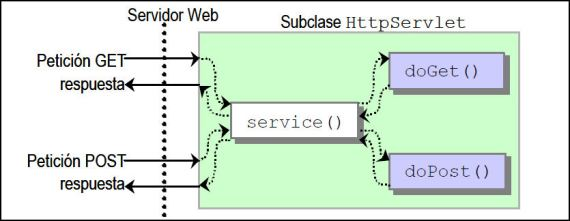 Servidor Web
Subclase HttpServlet
Petición GET
respuesta
doGet()
service()
Petición POST
respuesta
doPost()